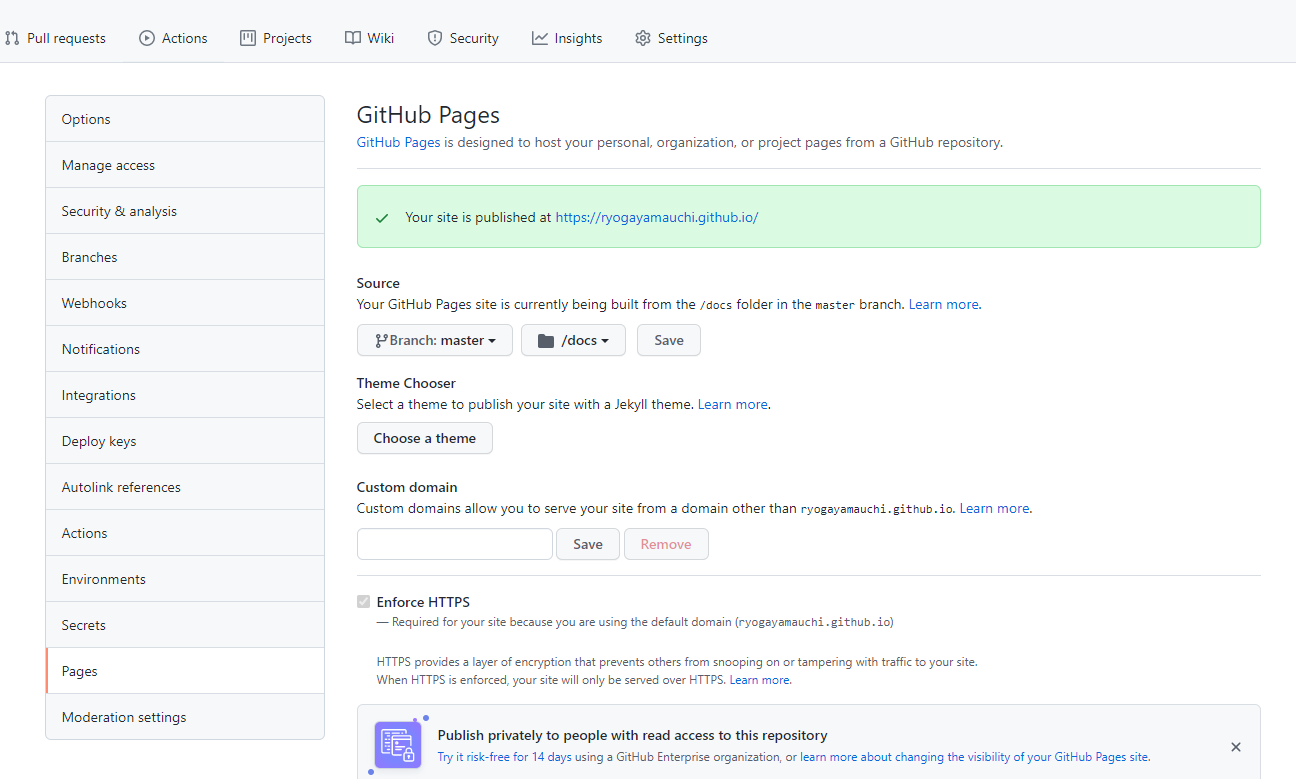 Pull requests Actions Projects Wiki Security Insights Settings
Options
Manage access
Security & analysis
Branches
Webhooks
Notifications
Integrations
Deploy keys
Autolink references
Actions
Environments
Secrets
Pages
Moderation settings
GitHub Pages
GitHub Pages is designed to host your personal, organization, or project pages from a GitHub repository.
Your site is published at https://ryogayamauchi.github.io/
Source
Your GitHub Pages site is currently being built from the /docs folder in the master branch. Learn more.
Branch: master /docs Save
Theme Chooser
Select a theme to publish your site with a Jekyll theme. Learn more.
Choose a theme
Custom domain
Custom domains allow you to serve your site from a domain other than ryogayamauchi.github.io. Learn more.
Save Remove
Enforce HTTPS
— Required for your site because you are using the default domain (ryogayamauchi.github.io)
HTTPS provides a layer of encryption that prevents others from snooping on or tampering with traffic to your site.
When HTTPS is enforced, your site will only be served over HTTPS. Learn more.
Publish privately to people with read access to this repository
Try it risk-free for 14 days using a GitHub Enterprise organization, or learn more about changing the visibility of your GitHub Pages site.